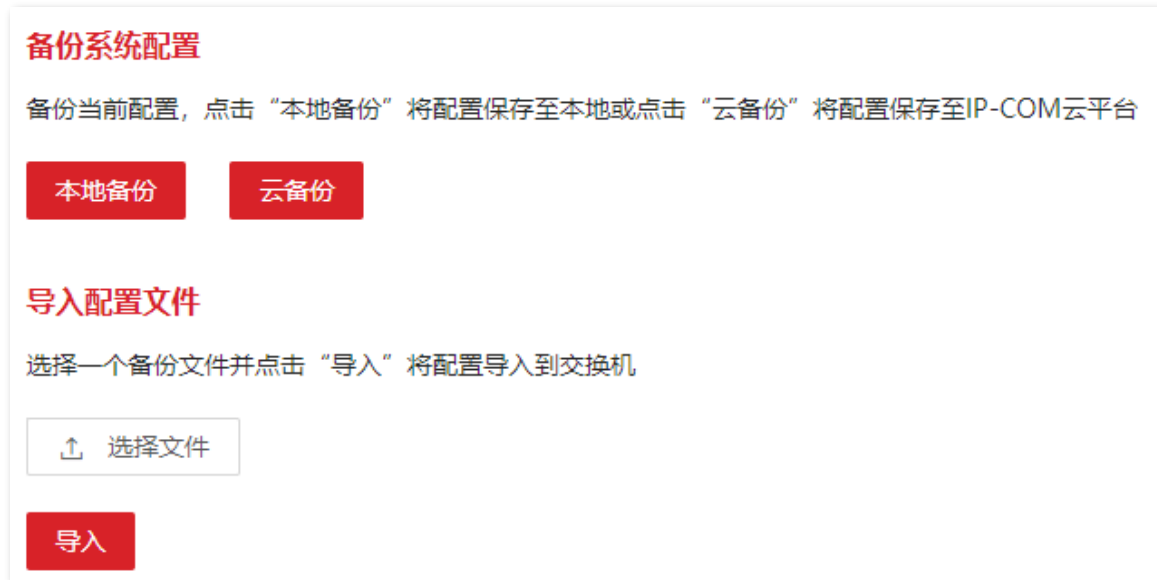 备份系统配置
备份当前配置，点击“本地备份”将配置保存至本地或点击“云备份”将配置保存至IP-COM云平台
本地备份
云备份
导入配置文件
选择一个备份文件并点击“导入”将配置导入到交换机
选择文件
导入